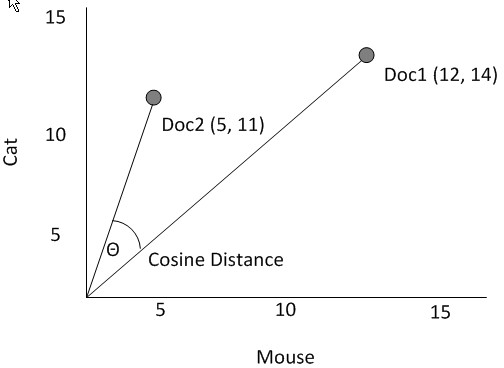 15
Doc1 (12, 14)
Doc2 (5, 11)
10
Cat
5
Θ
Cosine Distance
5
10
15
Mouse